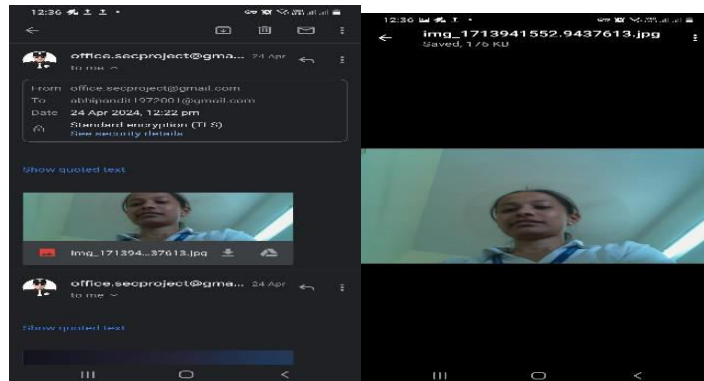 12:36
office.secproject@gma... 24 Apr
to me
From office.secproject@gmail.com
To abhipandit1972001@gmail.com
Date 24 Apr 2024, 12:22 pm
Standard encryption (TLS)
See security details
Show quoted text
img_171394...37613.jpg
office.secproject@gma... 24 Apr
to me
Show quoted text
12:36
img_1713941552.9437613.jpg
Saved, 176 KB